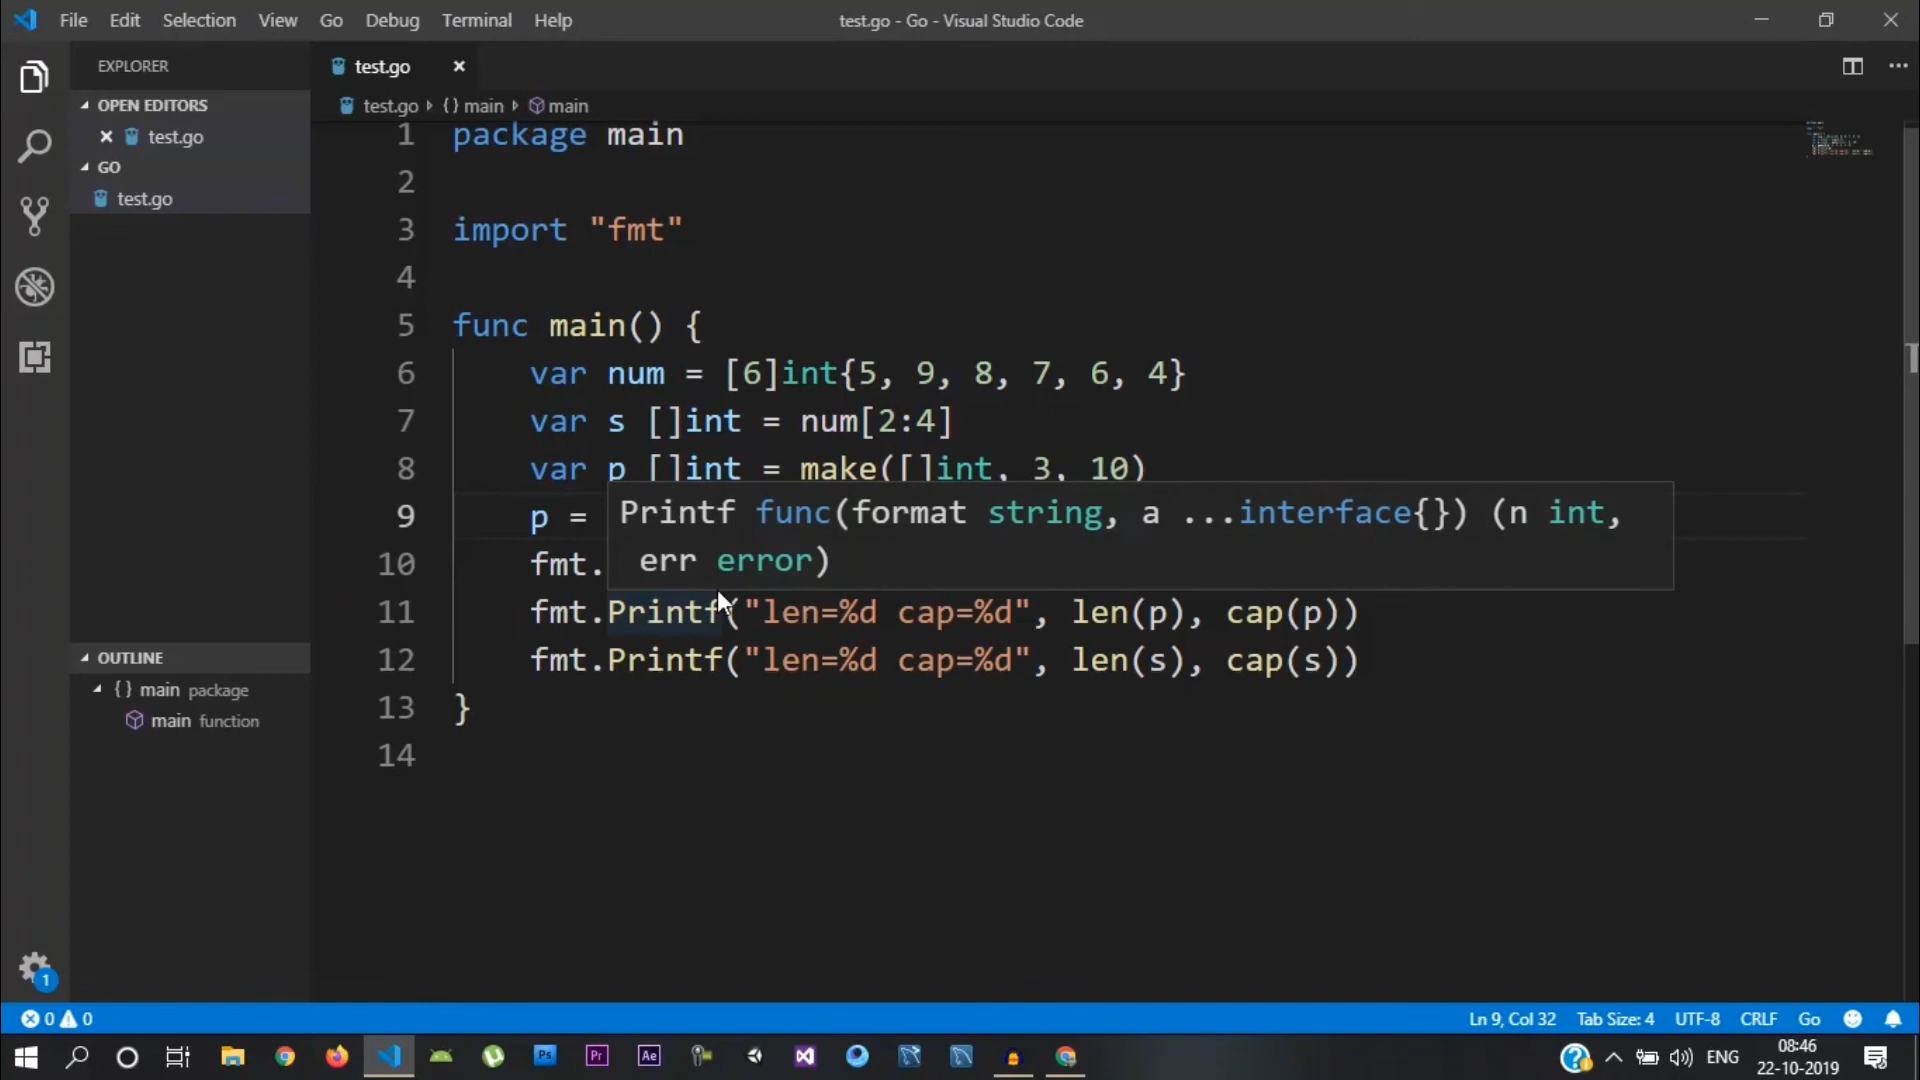 File Edit Selection View Go Debug Terminal Help
test.go - Go - Visual Studio Code
EXPLORER
OPEN EDITORS
test.go
GO
test.go
OUTLINE
{} main package
main function
test.go
test.go {} main main
1 package main
2
3 import "fmt"
4
5 func main() {
6 var num = [6]int{5, 9, 8, 7, 6, 4}
7 var s []int = num[2:4]
8 var p []int = make([]int, 3, 10)
9 p =
Printf func(format string, a ...interface{}) (n int,
err error)
10 fmt.
11 fmt.Printf("len=%d cap=%d", len(p), cap(p))
12 fmt.Printf("len=%d cap=%d", len(s), cap(s))
13 }
14
1
0 0
Ln 9, Col 32 Tab Size: 4 UTF-8 CRLF Go
Ps Pr Ae
ENG
08:46
22-10-2019